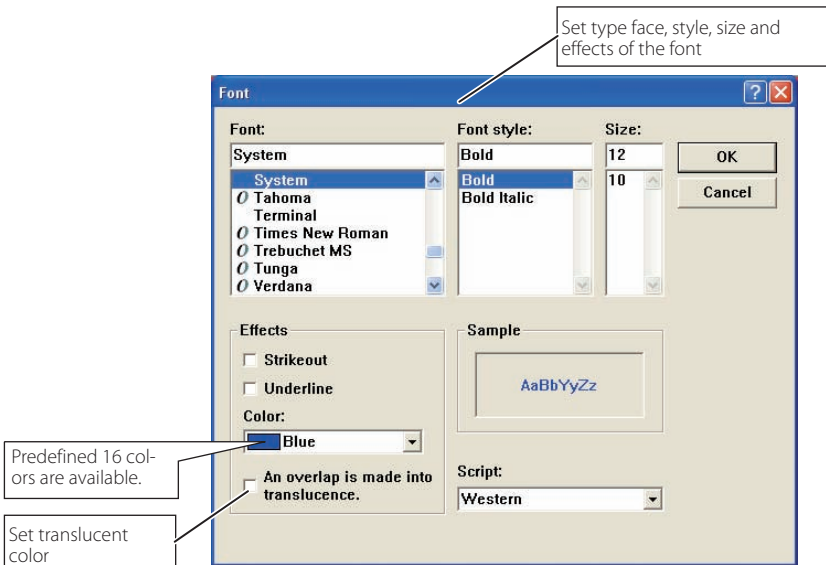 Set type face, style, size and
effects of the font
Font
Font:
System
System
Tahoma
Terminal
Times New Roman
Trebuchet MS
Tunga
Verdana
Font style:
Bold
Bold
Bold Italic
Size:
12
10
OK
Cancel
Effects
Strikeout
Underline
Color:
Blue
An overlap is made into
translucence.
Sample
AaBbYyZz
Script:
Western
Predefined 16 col-
ors are available.
Set translucent
color